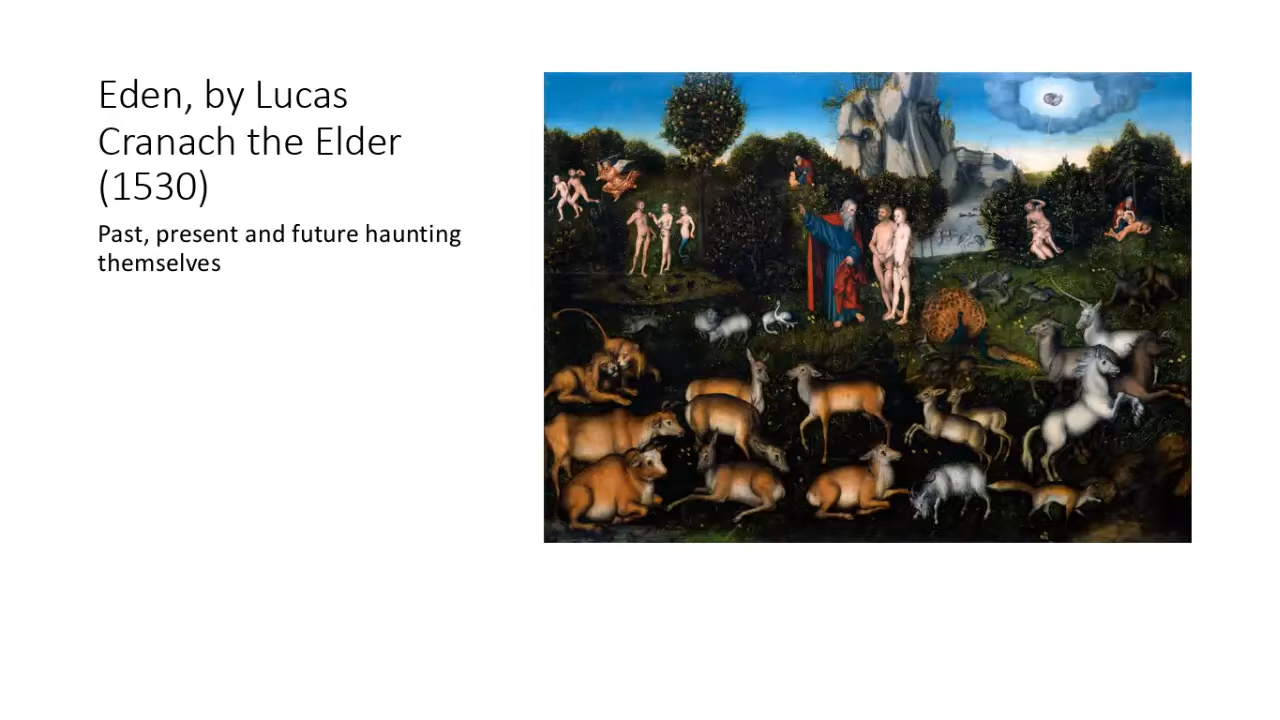 Eden, by Lucas
Cranach the Elder
(1530)
Past, present and future haunting
themselves